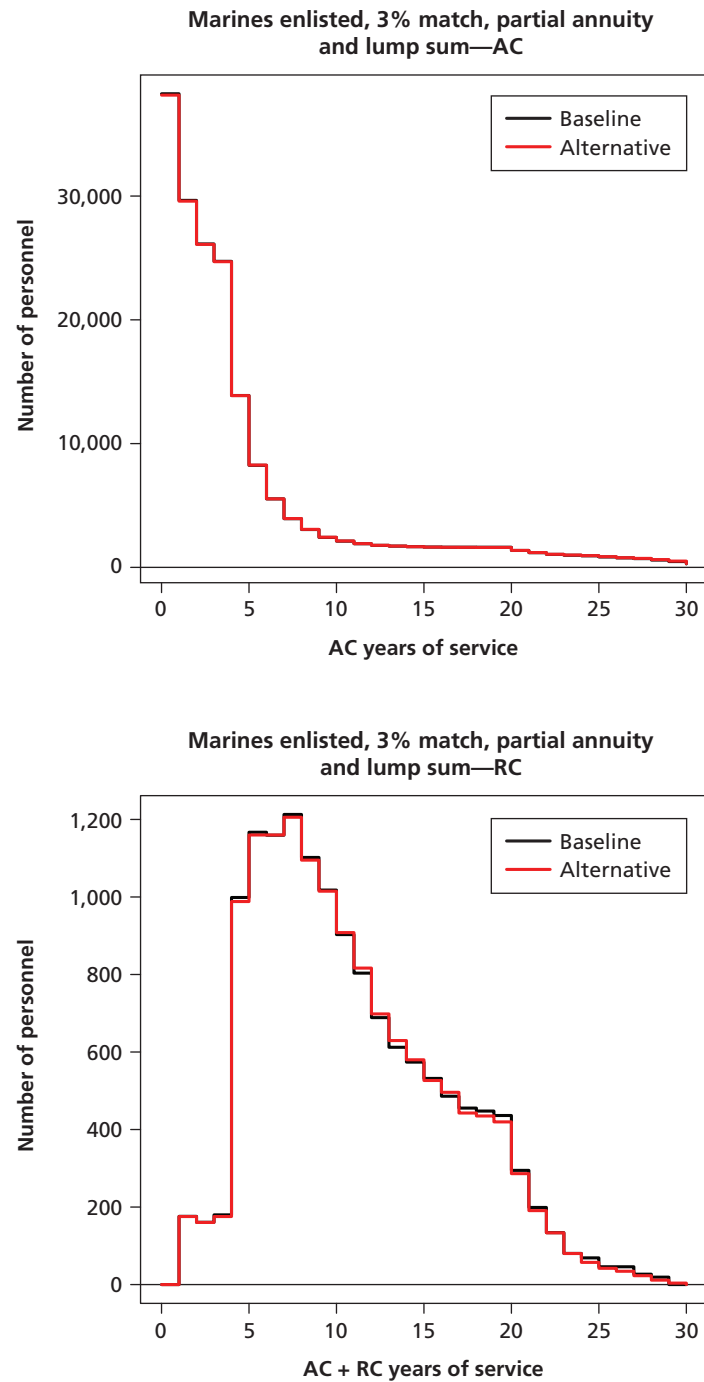 Marines enlisted, 3% match, partial annuity
and lump sum—AC
Baseline
Alternative
Number of personnel
30,000
20,000
10,000
0
0 5 10 15 20 25 30
AC years of service
Marines enlisted, 3% match, partial annuity
and lump sum—RC
Baseline
Alternative
Number of personnel
1,200
1,000
800
600
400
200
0
0 5 10 15 20 25 30
AC + RC years of service